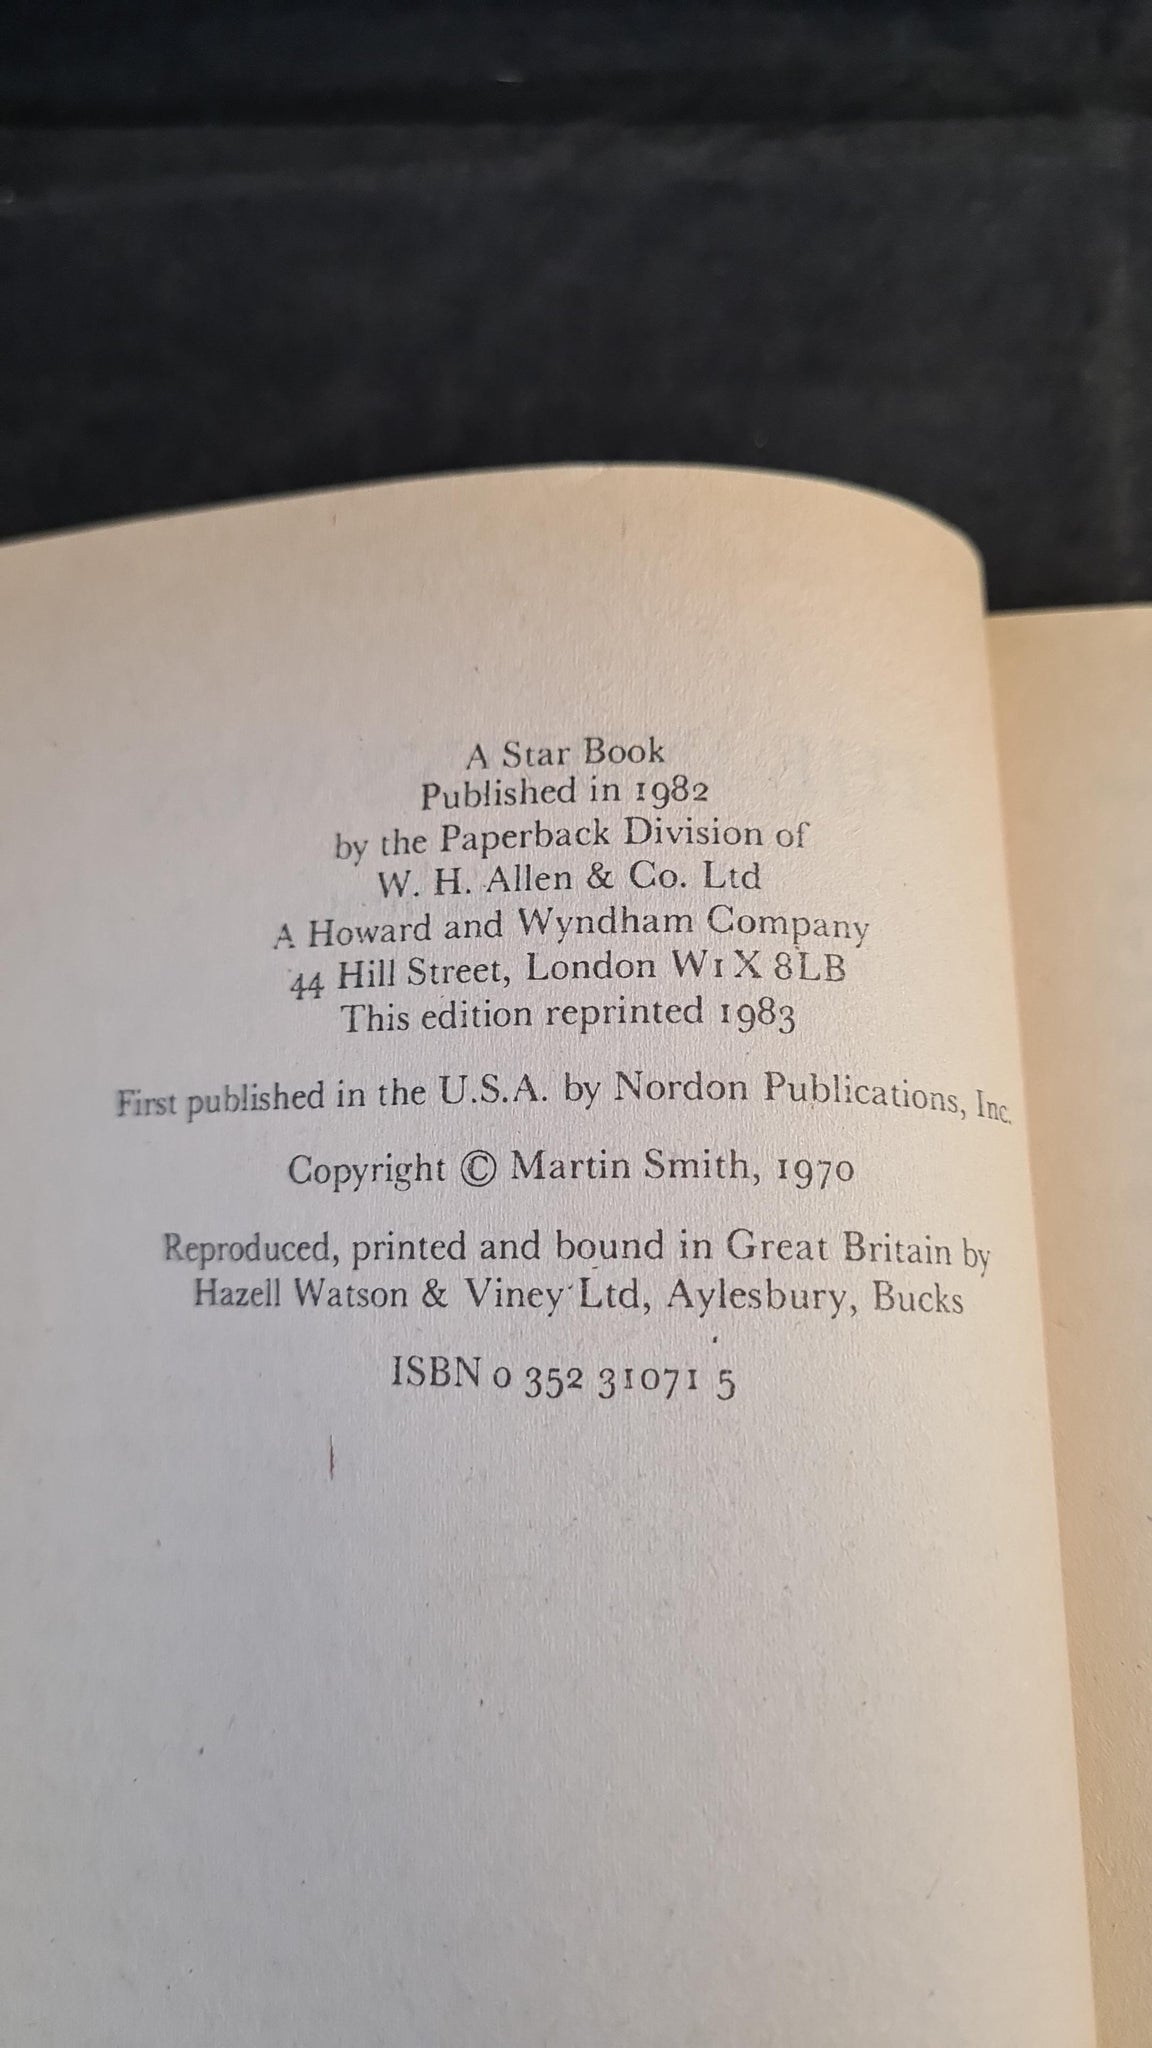 A Star Book
Published in 1982
by the Paperback Division of
W. H. Allen & Co. Ltd
A Howard and Wyndham Company
44 Hill Street, London W1X 8LB
This edition reprinted 1983
First published in the U.S.A. by Nordon Publications, Inc.
Copyright © Martin Smith, 1970
Reproduced, printed and bound in Great Britain by
Hazell Watson & Viney Ltd, Aylesbury, Bucks
ISBN 0 352 31071 5